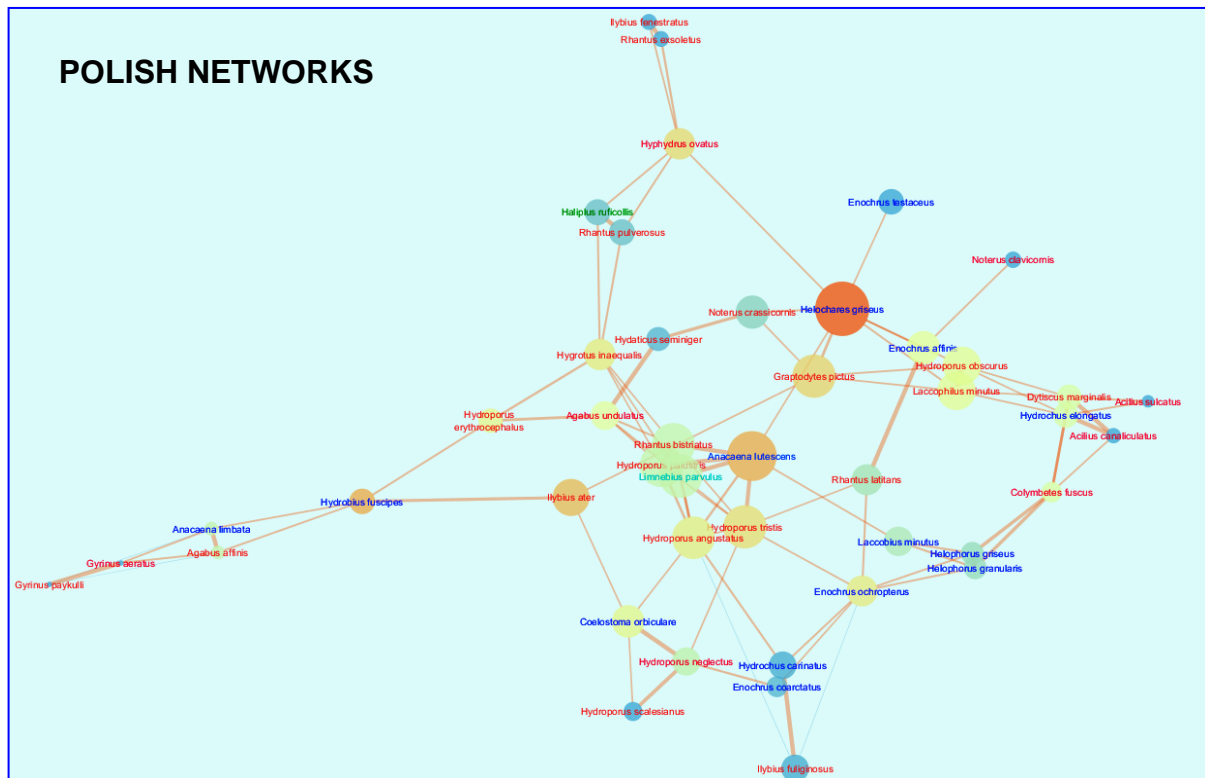 Ilybius fenestratus
Rhantus exsoletus
POLISH NETWORKS
Hyphydrus ovatus
Enochrus testaceus
Haliplus ruficollis
Rhantus pulverosus
Noterus clavicornis
Helochares griseus
Noterus crassicornis
Hydaticus seminiger
Enochrus affinis
Hygrotus inaequalis
Hydroporus obscurus
Graptodytes pictus
Laccophilus minutus
Dytiscus marginalis
Acilius sulcatus
Hydroporus
erythrocephalus
Agabus undulatus
Hydrochus elongatus
Acilius canaliculatus
Rhantus bistriatus
Anacaena lutescens
Hydroporus palustris
Limnebius parvulus
Rhantus latitans
Colymbetes fuscus
Ilybius ater
Hydrobius fuscipes
Anacaena limbata
Hydroporus tristis
Hydroporus angustatus
Laccobius minutus
Agabus affinis
Helophorus griseus
Gyrinus aeratus
Helophorus granularis
Gyrinus paykulli
Enochrus ochropterus
Coelostoma orbiculare
Hydroporus neglectus
Hydrochus carinatus
Enochrus coarctatus
Hydroporus scalesianus
Ilybius fuliginosus